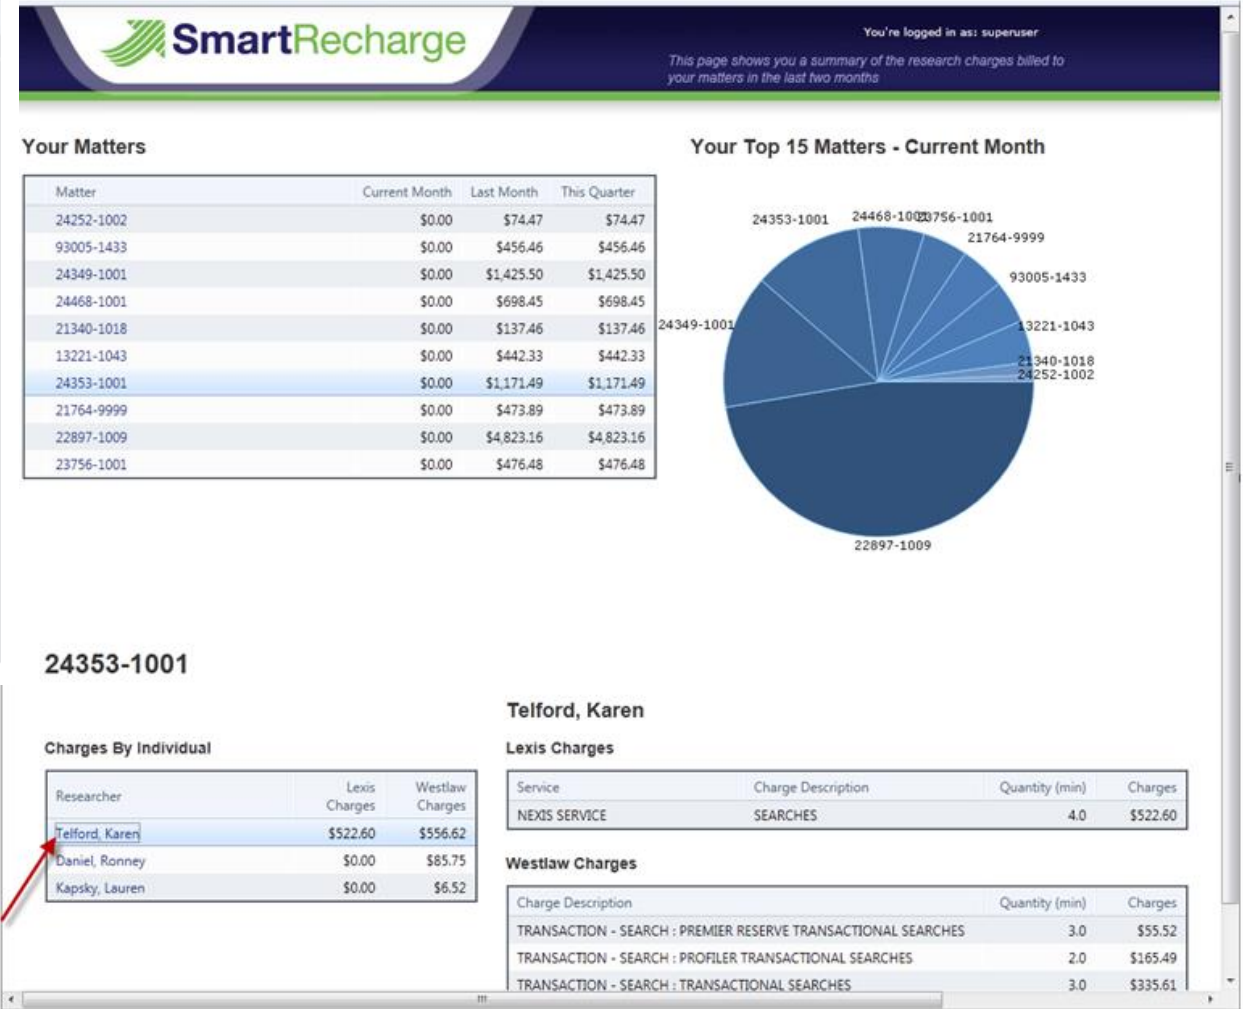 SmartRecharge
You're logged in as: superuser
This page shows you a summary of the research charges billed to
your matters in the last two months
Your Matters
Matter Current Month Last Month This Quarter
24252-1002 $0.00 $74.47 $74.47
93005-1433 $0.00 $456.46 $456.46
24349-1001 $0.00 $1,425.50 $1,425.50
24468-1001 $0.00 $698.45 $698.45
21340-1018 $0.00 $137.46 $137.46
13221-1043 $0.00 $442.33 $442.33
24353-1001 $0.00 $1,171.49 $1,171.49
21764-9999 $0.00 $473.89 $473.89
22897-1009 $0.00 $4,823.16 $4,823.16
23756-1001 $0.00 $476.48 $476.48
Your Top 15 Matters - Current Month
24353-1001 24468-1001 23756-1001
21764-9999
93005-1433
24349-1001 13221-1043
21340-1018
24252-1002
22897-1009
24353-1001
Charges By Individual
Researcher Lexis Charges Westlaw Charges
Telford, Karen $522.60 $556.62
Daniel, Ronney $0.00 $85.75
Kapsky, Lauren $0.00 $6.52
Telford, Karen
Lexis Charges
Service Charge Description Quantity (min) Charges
NEXIS SERVICE SEARCHES 4.0 $522.60
Westlaw Charges
Charge Description Quantity (min) Charges
TRANSACTION - SEARCH : PREMIER RESERVE TRANSACTIONAL SEARCHES 3.0 $55.52
TRANSACTION - SEARCH : PROFILER TRANSACTIONAL SEARCHES 2.0 $165.49
TRANSACTION - SEARCH : TRANSACTIONAL SEARCHES 3.0 $335.61